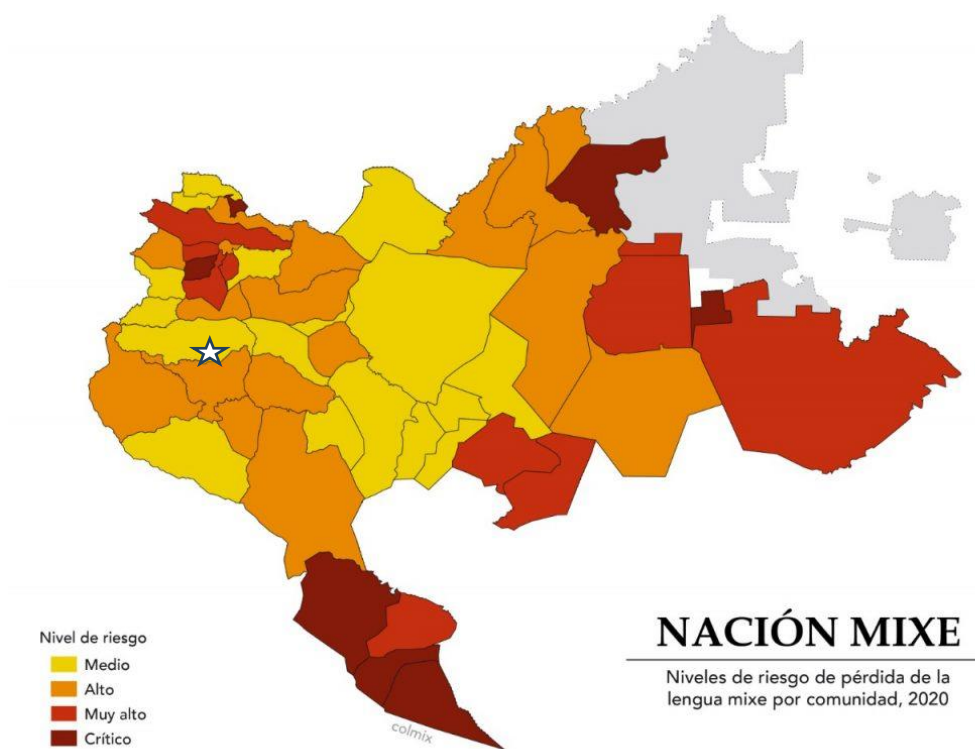 Nivel de riesgo
Medio
Alto
Muy alto
Crítico
colmix
NACIÓN MIXE
Niveles de riesgo de pérdida de la
lengua mixe por comunidad, 2020